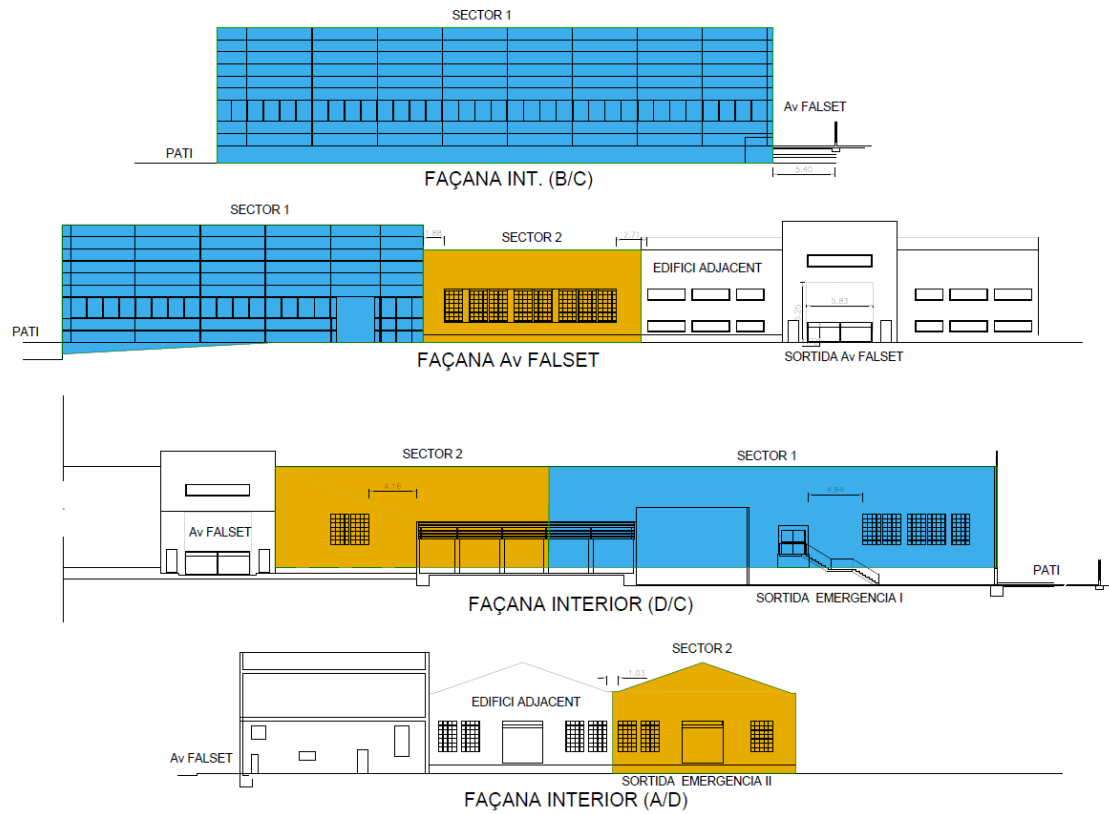 SECTOR 1
Av FALSET
PATI
5.40
FAÇANA INT. (B/C)
SECTOR 1
1.88
SECTOR 2
2.71
EDIFICI ADJACENT
5.83
PATI
FAÇANA Av FALSET
SORTIDA Av FALSET
SECTOR 2
SECTOR 1
4.16
4.84
Av FALSET
PATI
SORTIDA EMERGENCIA I
FAÇANA INTERIOR (D/C)
SECTOR 2
1.03
EDIFICI ADJACENT
Av FALSET
SORTIDA EMERGENCIA II
FAÇANA INTERIOR (A/D)